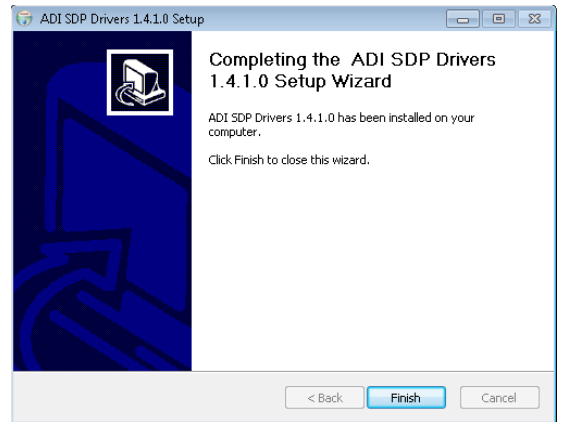 ADI SDP Drivers 1.4.1.0 Setup
Completing the ADI SDP Drivers
1.4.1.0 Setup Wizard
ADI SDP Drivers 1.4.1.0 has been installed on your
computer.
Click Finish to close this wizard.
< Back
Finish
Cancel